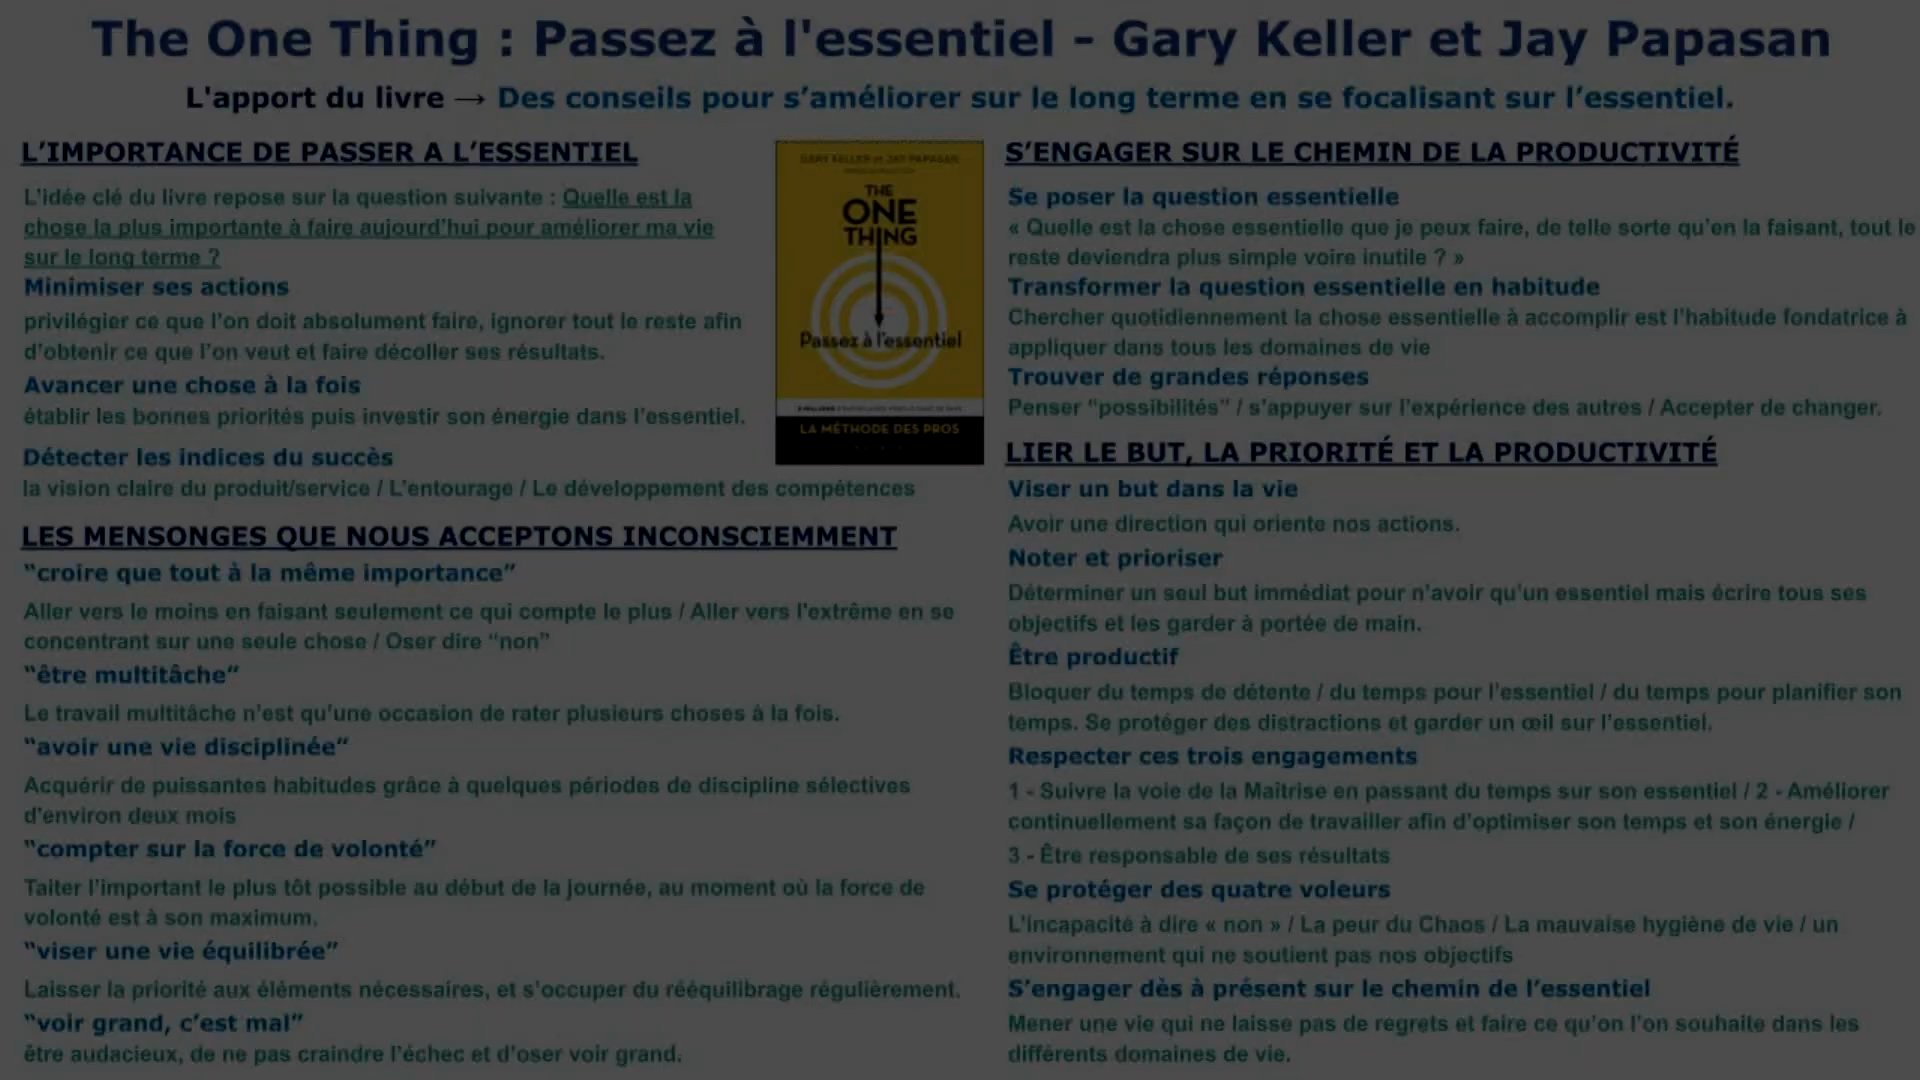 The One Thing : Passez à l'essentiel - Gary Keller et Jay Papasan
L'apport du livre → Des conseils pour s’améliorer sur le long terme en se focalisant sur l’essentiel.
L’IMPORTANCE DE PASSER A L’ESSENTIEL
L’idée clé du livre repose sur la question suivante : Quelle est la
chose la plus importante à faire aujourd’hui pour améliorer ma vie
sur le long terme ?
Minimiser ses actions
privilégier ce que l’on doit absolument faire, ignorer tout le reste afin
d’obtenir ce que l’on veut et faire décoller ses résultats.
Avancer une chose à la fois
établir les bonnes priorités puis investir son énergie dans l’essentiel.
Détecter les indices du succès
la vision claire du produit/service / L’entourage / Le développement des compétences
GARY KELLER et JAY PAPASAN
THE
ONE
THING
Passez à l’essentiel
LA MÉTHODE DES PROS
LES MENSONGES QUE NOUS ACCEPTONS INCONSCIEMMENT
“croire que tout à la même importance”
Aller vers le moins en faisant seulement ce qui compte le plus / Aller vers l'extrême en se
concentrant sur une seule chose / Oser dire “non”
“être multitâche”
Le travail multitâche n’est qu’une occasion de rater plusieurs choses à la fois.
“avoir une vie disciplinée”
Acquérir de puissantes habitudes grâce à quelques périodes de discipline sélectives
d'environ deux mois
“compter sur la force de volonté”
Taiter l’important le plus tôt possible au début de la journée, au moment où la force de
volonté est à son maximum.
“viser une vie équilibrée”
Laisser la priorité aux éléments nécessaires, et s’occuper du rééquilibrage régulièrement.
“voir grand, c’est mal”
être audacieux, de ne pas craindre l’échec et d’oser voir grand.
S’ENGAGER SUR LE CHEMIN DE LA PRODUCTIVITÉ
Se poser la question essentielle
« Quelle est la chose essentielle que je peux faire, de telle sorte qu’en la faisant, tout le
reste deviendra plus simple voire inutile ? »
Transformer la question essentielle en habitude
Chercher quotidiennement la chose essentielle à accomplir est l’habitude fondatrice à
appliquer dans tous les domaines de vie
Trouver de grandes réponses
Penser “possibilités” / s’appuyer sur l’expérience des autres / Accepter de changer.
LIER LE BUT, LA PRIORITÉ ET LA PRODUCTIVITÉ
Viser un but dans la vie
Avoir une direction qui oriente nos actions.
Noter et prioriser
Déterminer un seul but immédiat pour n’avoir qu’un essentiel mais écrire tous ses
objectifs et les garder à portée de main.
Être productif
Bloquer du temps de détente / du temps pour l’essentiel / du temps pour planifier son
temps. Se protéger des distractions et garder un œil sur l’essentiel.
Respecter ces trois engagements
1 - Suivre la voie de la Maîtrise en passant du temps sur son essentiel / 2 - Améliorer
continuellement sa façon de travailler afin d’optimiser son temps et son énergie /
3 - Être responsable de ses résultats
Se protéger des quatre voleurs
L’incapacité à dire « non » / La peur du Chaos / La mauvaise hygiène de vie / un
environnement qui ne soutient pas nos objectifs
S’engager dès à présent sur le chemin de l’essentiel
Mener une vie qui ne laisse pas de regrets et faire ce qu’on l’on souhaite dans les
différents domaines de vie.